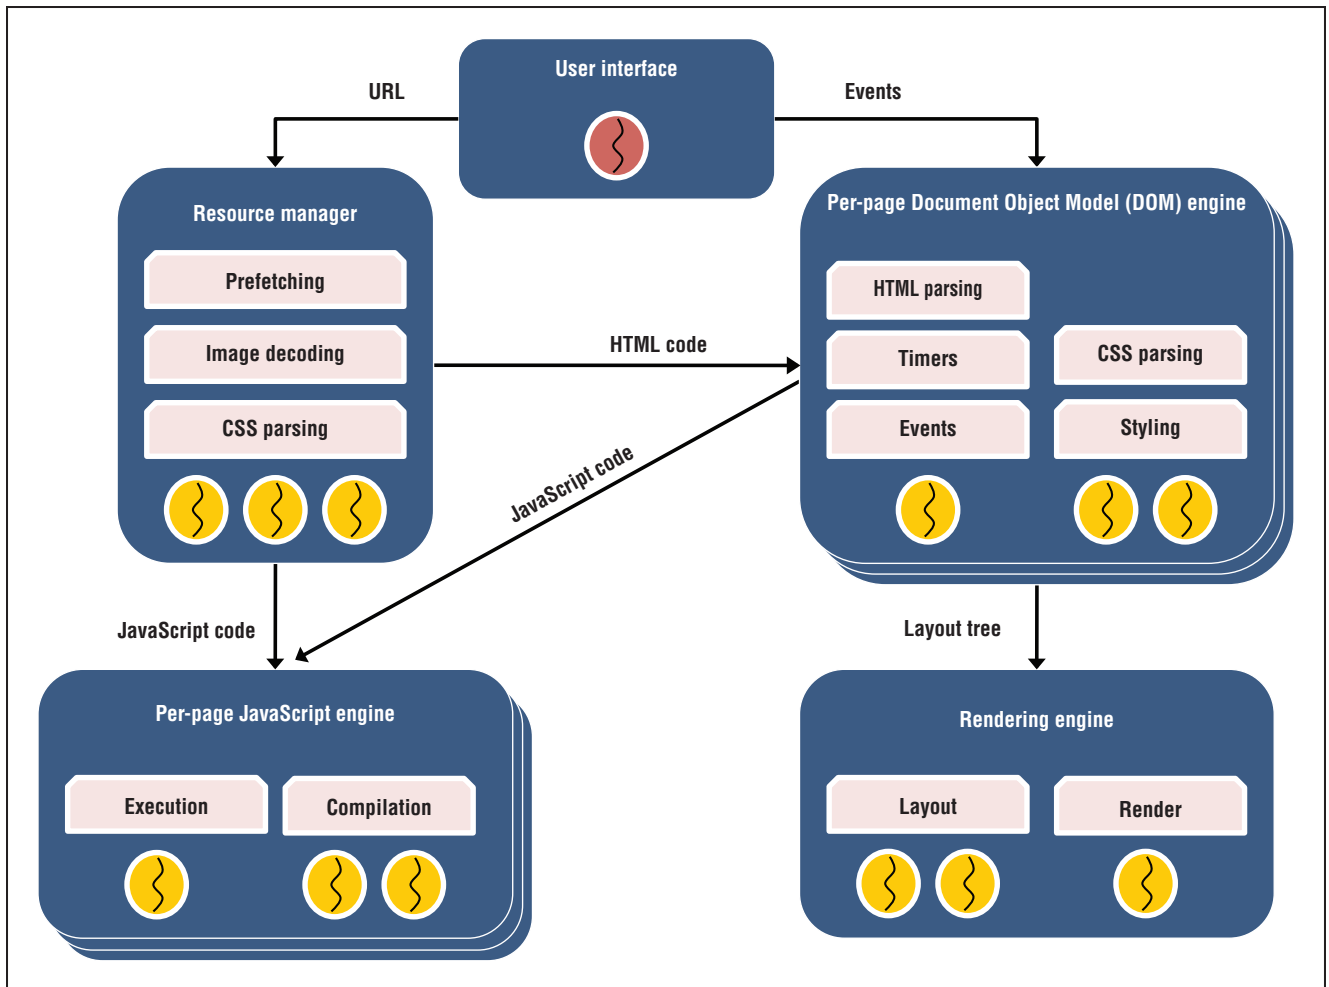 User interface
URL
Events
Resource manager
Prefetching
Image decoding
CSS parsing
HTML code
Per-page Document Object Model (DOM) engine
HTML parsing
Timers
CSS parsing
Events
Styling
JavaScript code
JavaScript code
Layout tree
Per-page JavaScript engine
Execution
Compilation
Rendering engine
Layout
Render